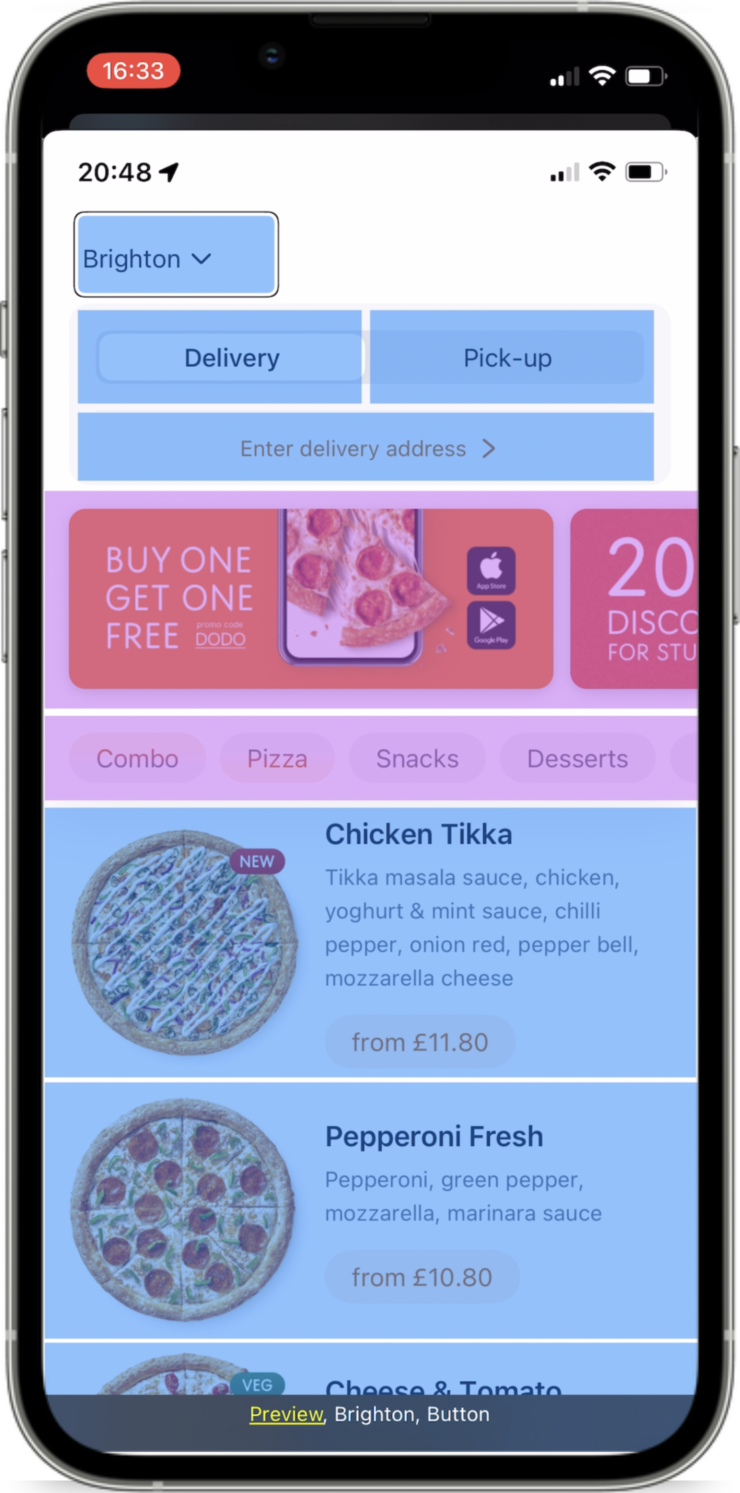 16:33
20:48
Brighton
Delivery
Pick-up
Enter delivery address
BUY ONE
GET ONE
FREE
promo code
DODO
App Store
Google Play
20
DISCO
FOR STU
Combo
Pizza
Snacks
Desserts
Chicken Tikka
NEW
Tikka masala sauce, chicken,
yoghurt & mint sauce, chilli
pepper, onion red, pepper bell,
mozzarella cheese
from £11.80
Pepperoni Fresh
Pepperoni, green pepper,
mozzarella, marinara sauce
from £10.80
VEG
Cheese & Tomato
Preview, Brighton, Button